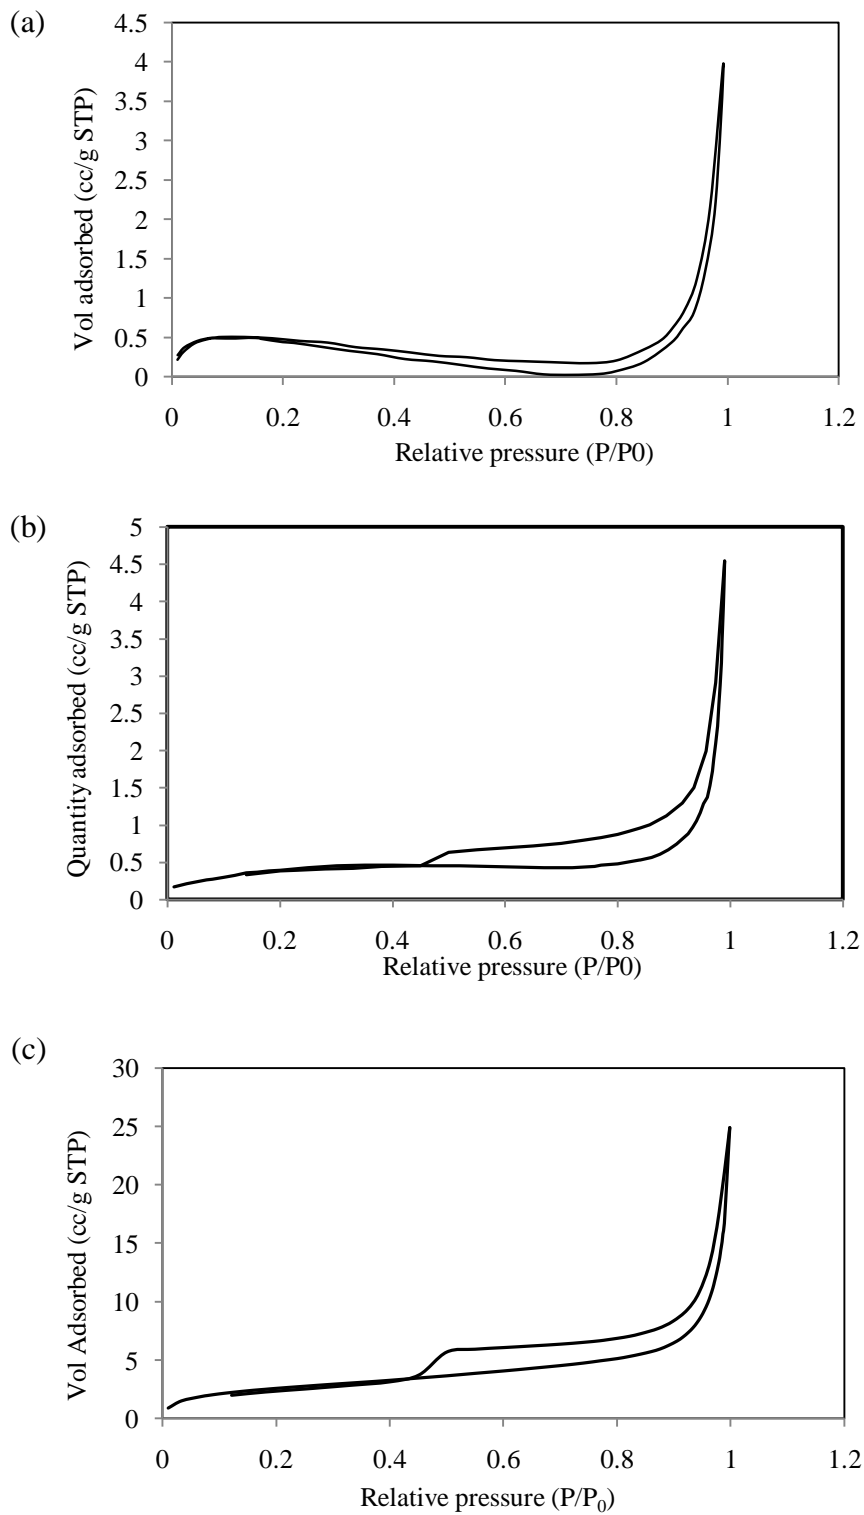 (a)
4.5
4
3.5
3
2.5
2
1.5
1
0.5
0
Vol adsorbed (cc/g STP)
0 0.2 0.4 0.6 0.8 1 1.2
Relative pressure (P/P0)
(b)
5
4.5
4
3.5
3
2.5
2
1.5
1
0.5
0
Quantity adsorbed (cc/g STP)
0 0.2 0.4 0.6 0.8 1 1.2
Relative pressure (P/P0)
(c)
30
25
20
15
10
5
0
Vol Adsorbed (cc/g STP)
0 0.2 0.4 0.6 0.8 1 1.2
Relative pressure (P/P₀)